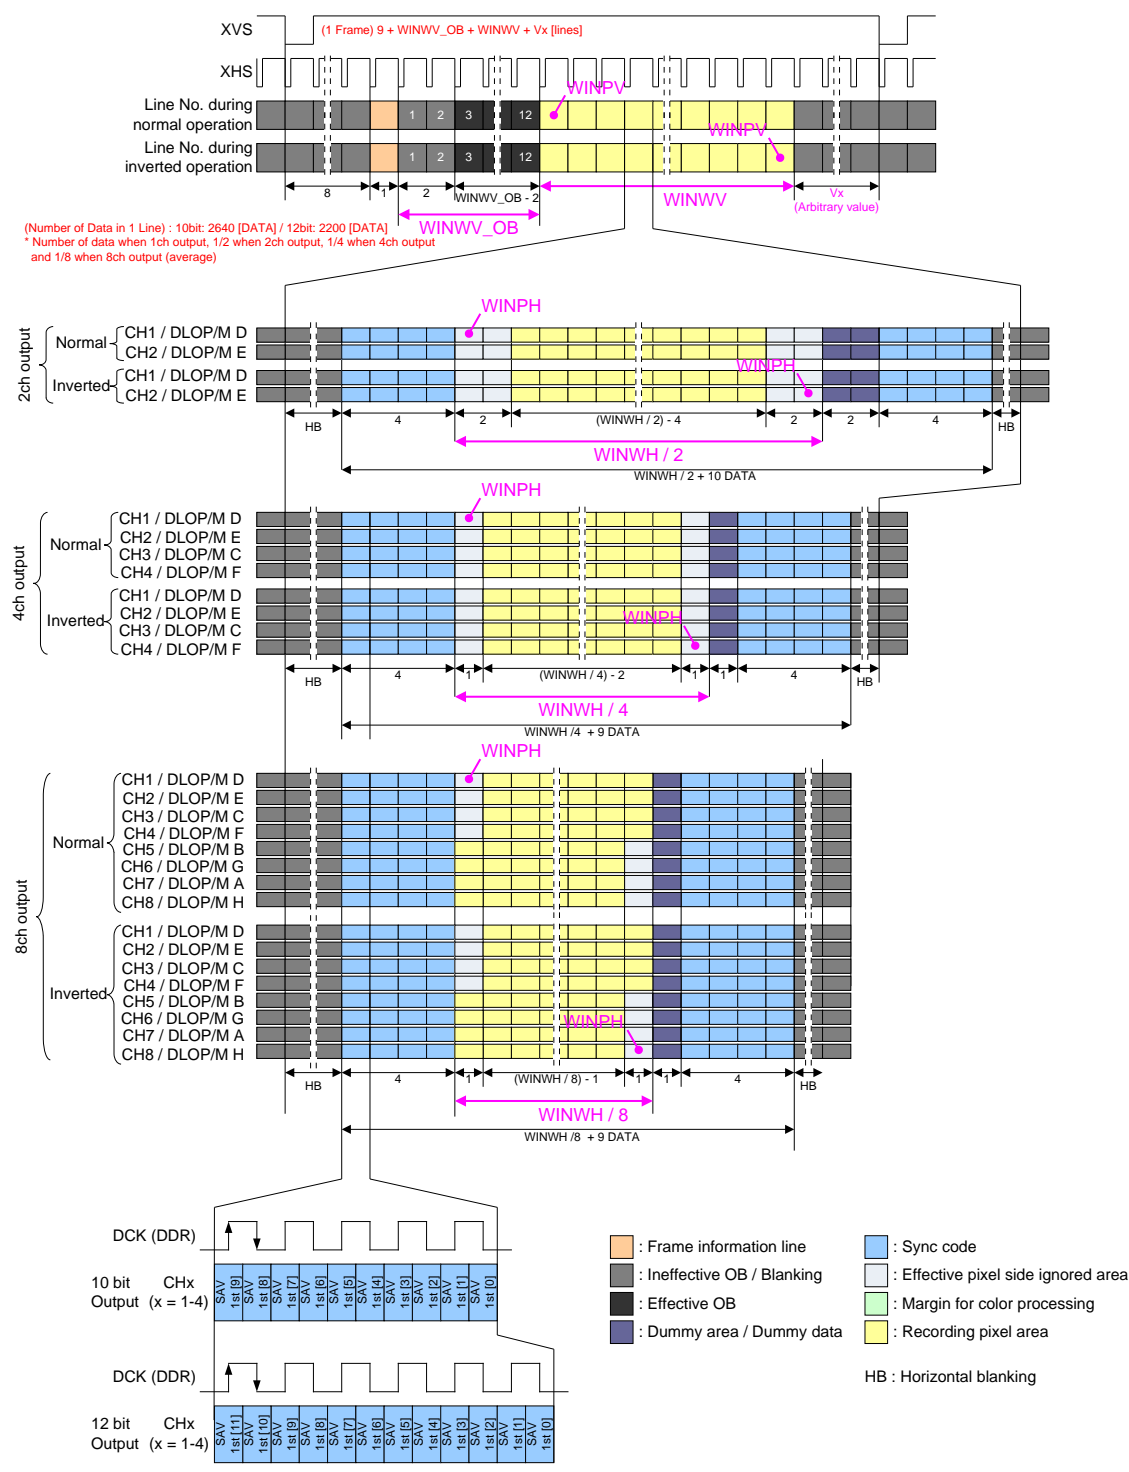 XVS
(1 Frame) 9 + WINWV_OB + WINWV + Vx [lines]
XHS
WINPV
Line No. during
normal operation
1 2 3 12
WINPV
Line No. during
inverted operation
1 2 3 12
8 1 2 WINWV_OB - 2 WINWV Vx
(Arbitrary value)
WINWV_OB
(Number of Data in 1 Line) : 10bit: 2640 [DATA] / 12bit: 2200 [DATA]
* Number of data when 1ch output, 1/2 when 2ch output, 1/4 when 4ch output
and 1/8 when 8ch output (average)
WINPH
2ch output
Normal
CH1 / DLOP/M D
CH2 / DLOP/M E
Inverted
CH1 / DLOP/M D
CH2 / DLOP/M E
WINPH
HB 4 2 (WINWH / 2) - 4 2 2 4 HB
WINWH / 2
WINWH / 2 + 10 DATA
WINPH
4ch output
Normal
CH1 / DLOP/M D
CH2 / DLOP/M E
CH3 / DLOP/M C
CH4 / DLOP/M F
Inverted
CH1 / DLOP/M D
CH2 / DLOP/M E
CH3 / DLOP/M C
CH4 / DLOP/M F
WINPH
HB 4 1 (WINWH / 4) - 2 1 1 4 HB
WINWH / 4
WINWH /4 + 9 DATA
WINPH
8ch output
Normal
CH1 / DLOP/M D
CH2 / DLOP/M E
CH3 / DLOP/M C
CH4 / DLOP/M F
CH5 / DLOP/M B
CH6 / DLOP/M G
CH7 / DLOP/M A
CH8 / DLOP/M H
Inverted
CH1 / DLOP/M D
CH2 / DLOP/M E
CH3 / DLOP/M C
CH4 / DLOP/M F
CH5 / DLOP/M B
CH6 / DLOP/M G
CH7 / DLOP/M A
CH8 / DLOP/M H
WINPH
HB 4 1 (WINWH / 8) - 1 1 1 4 HB
WINWH / 8
WINWH /8 + 9 DATA
DCK (DDR)
10 bit CHx
Output (x = 1-4)
SAV 1st [9]
SAV 1st [8]
SAV 1st [7]
SAV 1st [6]
SAV 1st [5]
SAV 1st [4]
SAV 1st [3]
SAV 1st [2]
SAV 1st [1]
SAV 1st [0]
DCK (DDR)
12 bit CHx
Output (x = 1-4)
SAV 1st [11]
SAV 1st [10]
SAV 1st [9]
SAV 1st [8]
SAV 1st [7]
SAV 1st [6]
SAV 1st [5]
SAV 1st [4]
SAV 1st [3]
SAV 1st [2]
SAV 1st [1]
SAV 1st [0]
: Frame information line
: Ineffective OB / Blanking
: Effective OB
: Dummy area / Dummy data
: Sync code
: Effective pixel side ignored area
: Margin for color processing
: Recording pixel area
HB : Horizontal blanking